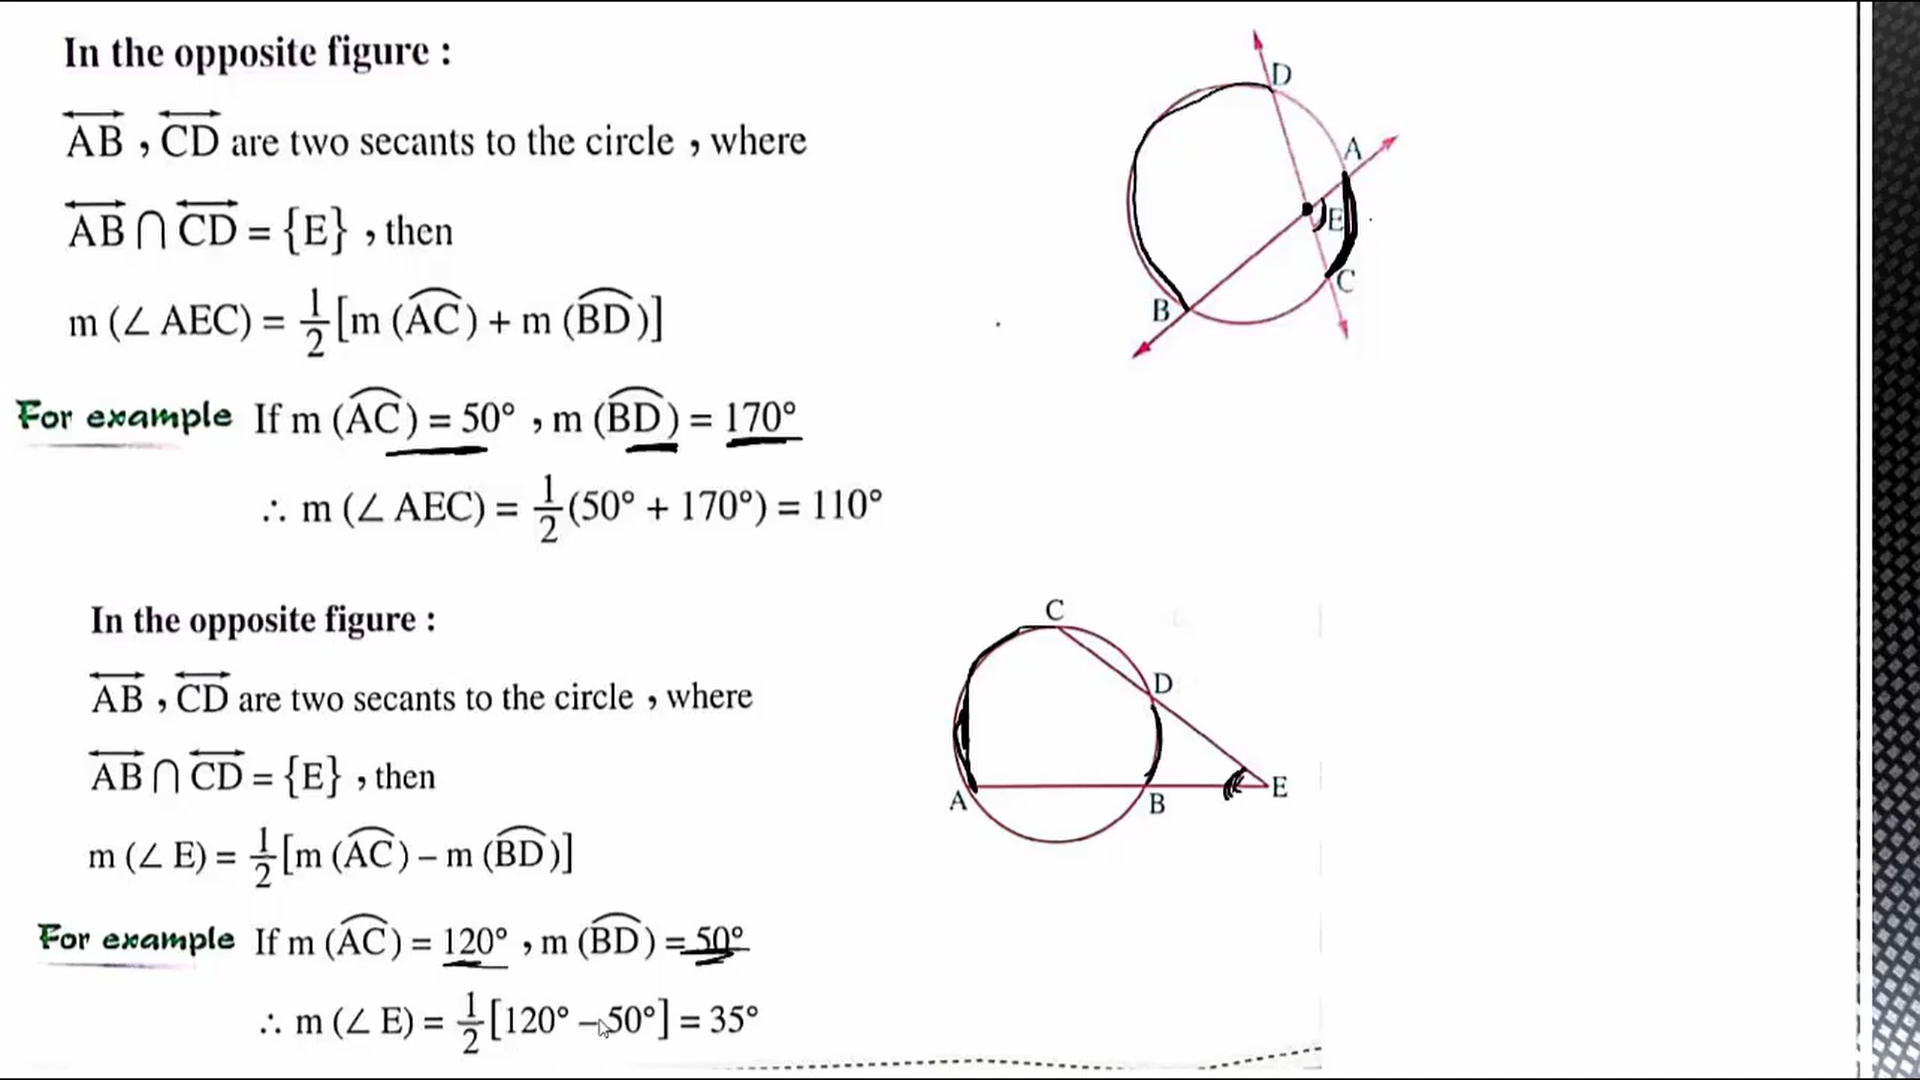 In the opposite figure :
AB , CD are two secants to the circle , where
AB ∩ CD = {E} , then
m (∠ AEC) = 1/2 [m (AC) + m (BD)]
For example If m (AC) = 50° , m (BD) = 170°
∴ m (∠ AEC) = 1/2 (50° + 170°) = 110°
D
A
E
C
B
In the opposite figure :
AB , CD are two secants to the circle , where
AB ∩ CD = {E} , then
m (∠ E) = 1/2 [m (AC) – m (BD)]
For example If m (AC) = 120° , m (BD) = 50°
∴ m (∠ E) = 1/2 [120° – 50°] = 35°
C
D
A
B
E